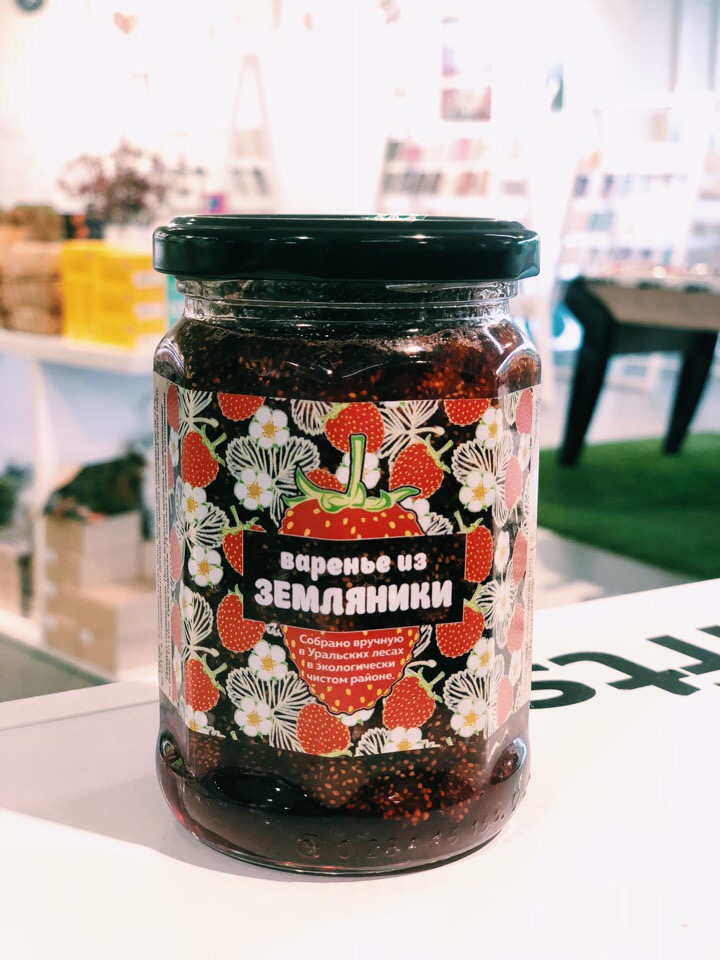 варенье из
ЗЕМЛЯНИКИ
Собрано вручную
в Уральских лесах
в экологически
чистом районе.